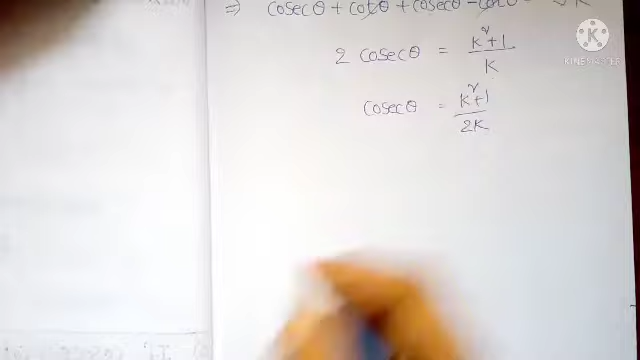 ⇒ cosecθ + cotθ + cosecθ - cotθ
2 cosecθ = K²+1 / K
cosecθ = K²+1 / 2K
KINEMASTER